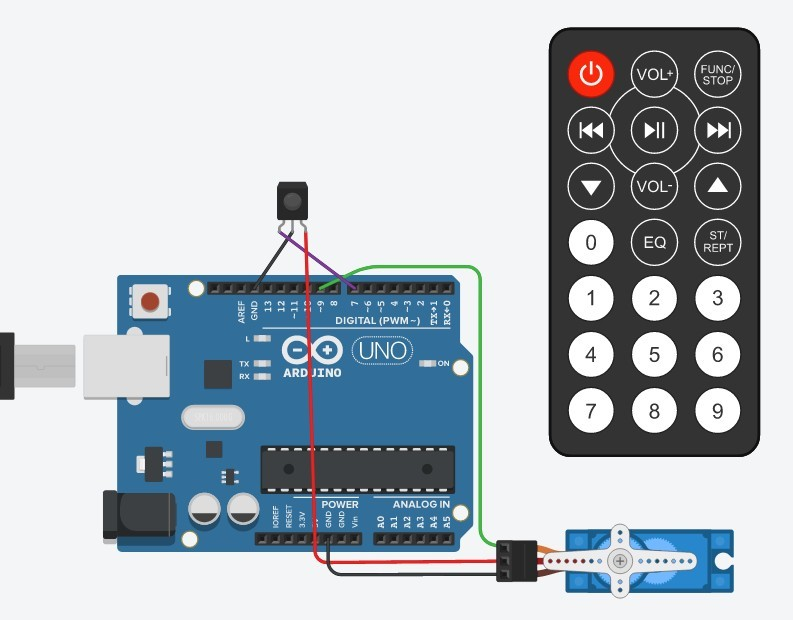 VOL+
FUNC/
STOP
VOL-
0
EQ
ST/
REPT
1
2
3
4
5
6
7
8
9
AREF
GND
13
12
~11
~9
8
7
~6
~5
4
~3
2
TX→1
RX←0
DIGITAL (PWM~)
L
TX
RX
UNO
ARDUINO
ON
POWER
ANALOG IN
IOREF
RESET
3.3V
GND
GND
Vin
A0
A1
A2
A3
A4
A5